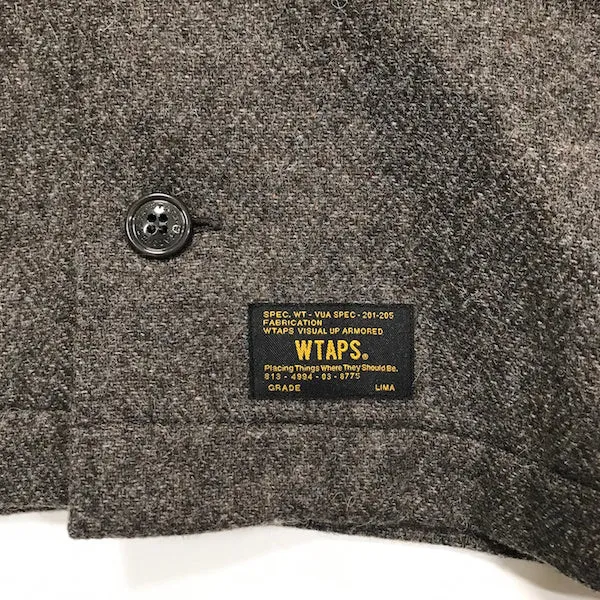 SPEC. WT - VUA SPEC - 201-205
FABRICATION
WTAPS VISUAL UP ARMORED
WTAPS®
Placing Things Where They Should Be.
813 - 4994 - 03 - 8775
GRADE LIMA